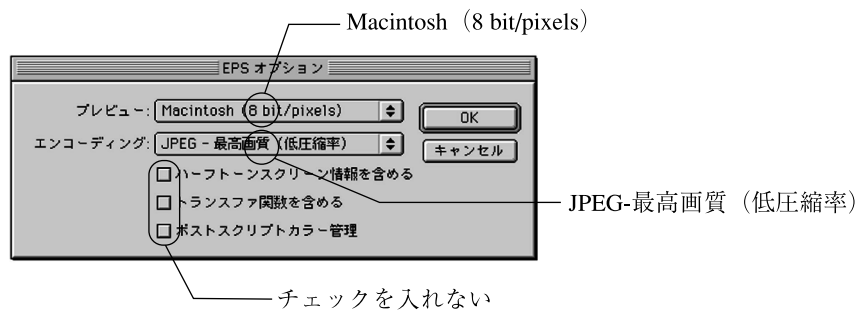 Macintosh（8 bit/pixels）
EPS オプション
プレビュー: Macintosh (8 bit/pixels)
OK
エンコーディング: JPEG - 最高画質（低圧縮率）
キャンセル
ハーフトーンスクリーン情報を含める
トランスファ関数を含める
JPEG-最高画質（低圧縮率）
ポストスクリプトカラー管理
チェックを入れない